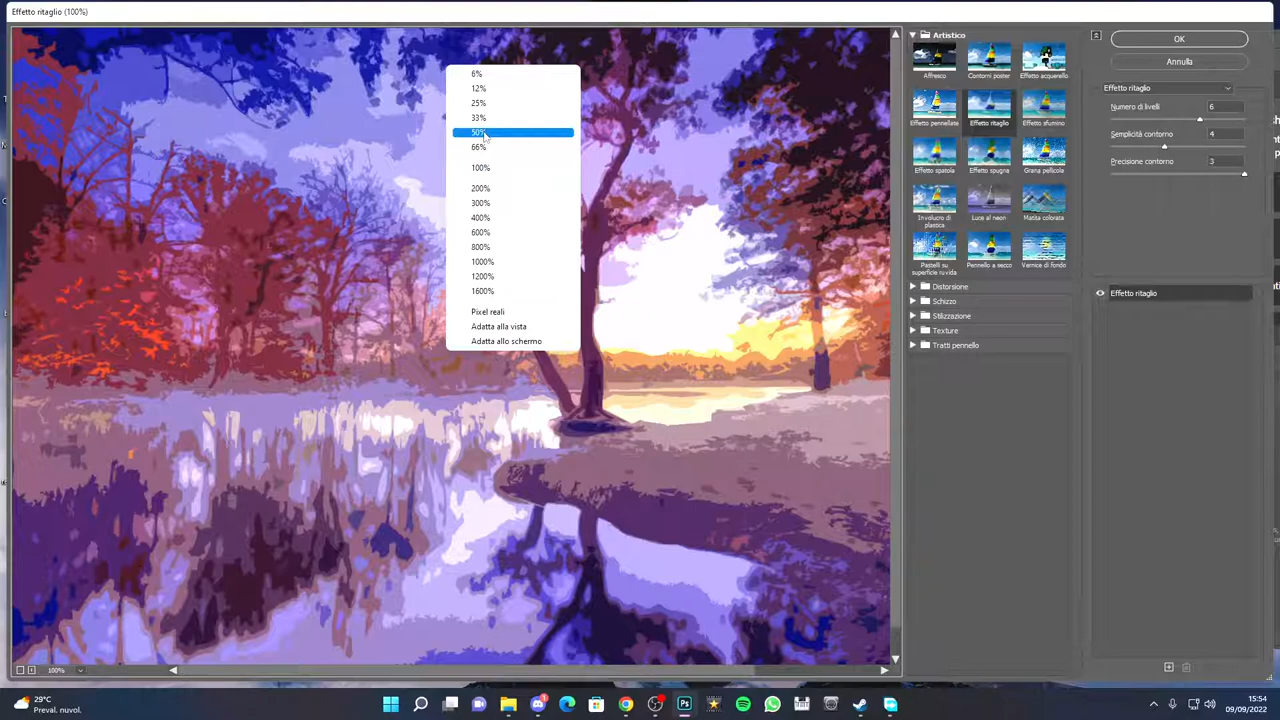 Effetto ritaglio (100%)
6%
12%
25%
33%
50%
66%
100%
200%
300%
400%
600%
800%
1000%
1200%
1600%
Pixel reali
Adatta alla vista
Adatta allo schermo
100%
Artistico
Affresco
Contorni poster
Effetto acquerello
Effetto pennellate
Effetto ritaglio
Effetto sfumino
Effetto spatola
Effetto spugna
Grana pellicola
Involucro di plastica
Luce al neon
Matita colorata
Pastelli su superficie ruvida
Pennello a secco
Vernice di fondo
Distorsione
Schizzo
Stilizzazione
Texture
Tratti pennello
OK
Annulla
Effetto ritaglio
Numero di livelli 6
Semplicità contorno 4
Precisione contorno 3
Effetto ritaglio
29°C
Preval. nuvol.
Ps
15:54
09/09/2022